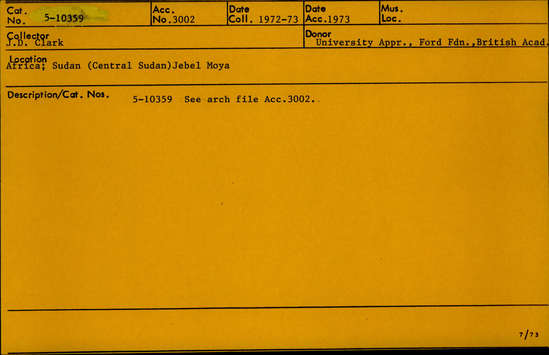 Cat. No. 5-10359 Acc. No. 3002 Date Coll. 1972-73 Date Acc. 1973 Mus. Loc.
Collector Donor
J.D. Clark University Appr., Ford Fdn.,British Acad.
Location
Africa; Sudan (Central Sudan)Jebel Moya
Description/Cat. Nos. 5-10359 See arch file Acc.3002.
7/73